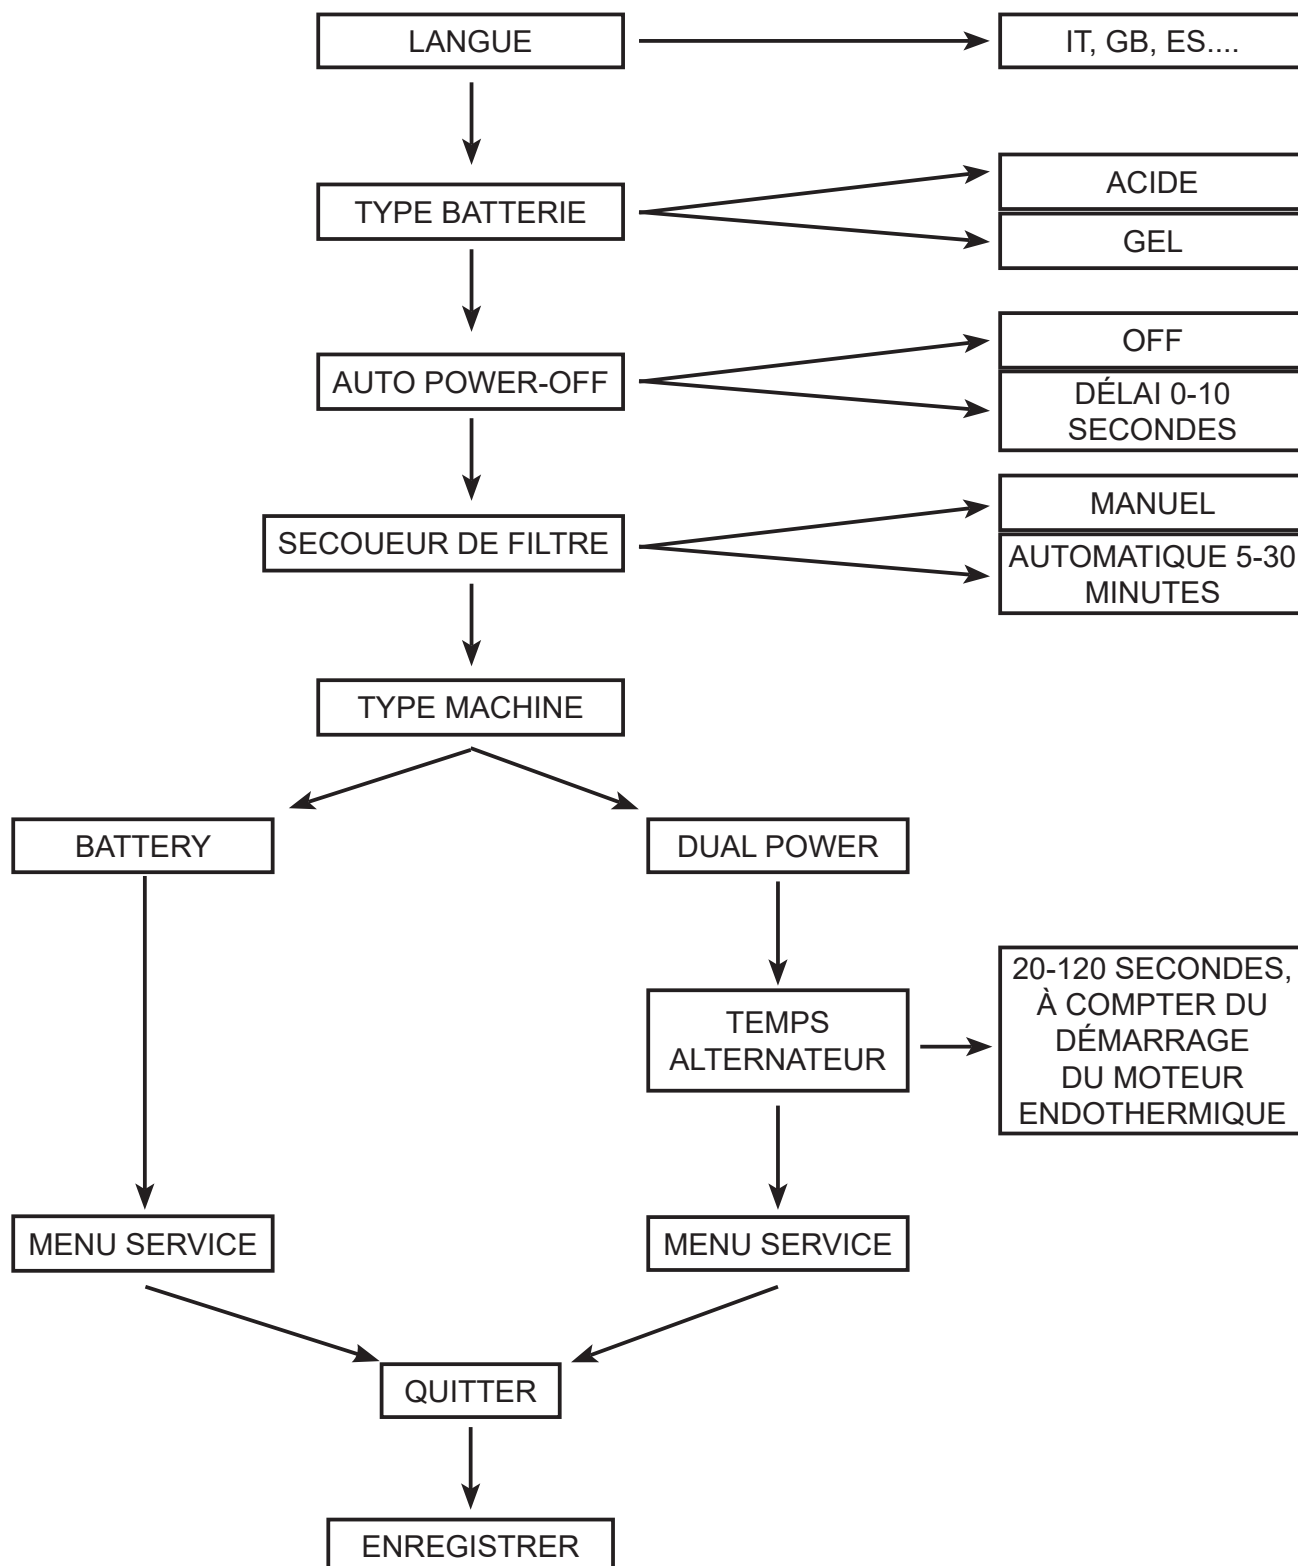 LANGUE
IT, GB, ES....
TYPE BATTERIE
ACIDE
GEL
AUTO POWER-OFF
OFF
DÉLAI 0-10
SECONDES
SECOUEUR DE FILTRE
MANUEL
AUTOMATIQUE 5-30
MINUTES
TYPE MACHINE
BATTERY
DUAL POWER
TEMPS
ALTERNATEUR
20-120 SECONDES,
À COMPTER DU
DÉMARRAGE
DU MOTEUR
ENDOTHERMIQUE
MENU SERVICE
MENU SERVICE
QUITTER
ENREGISTRER